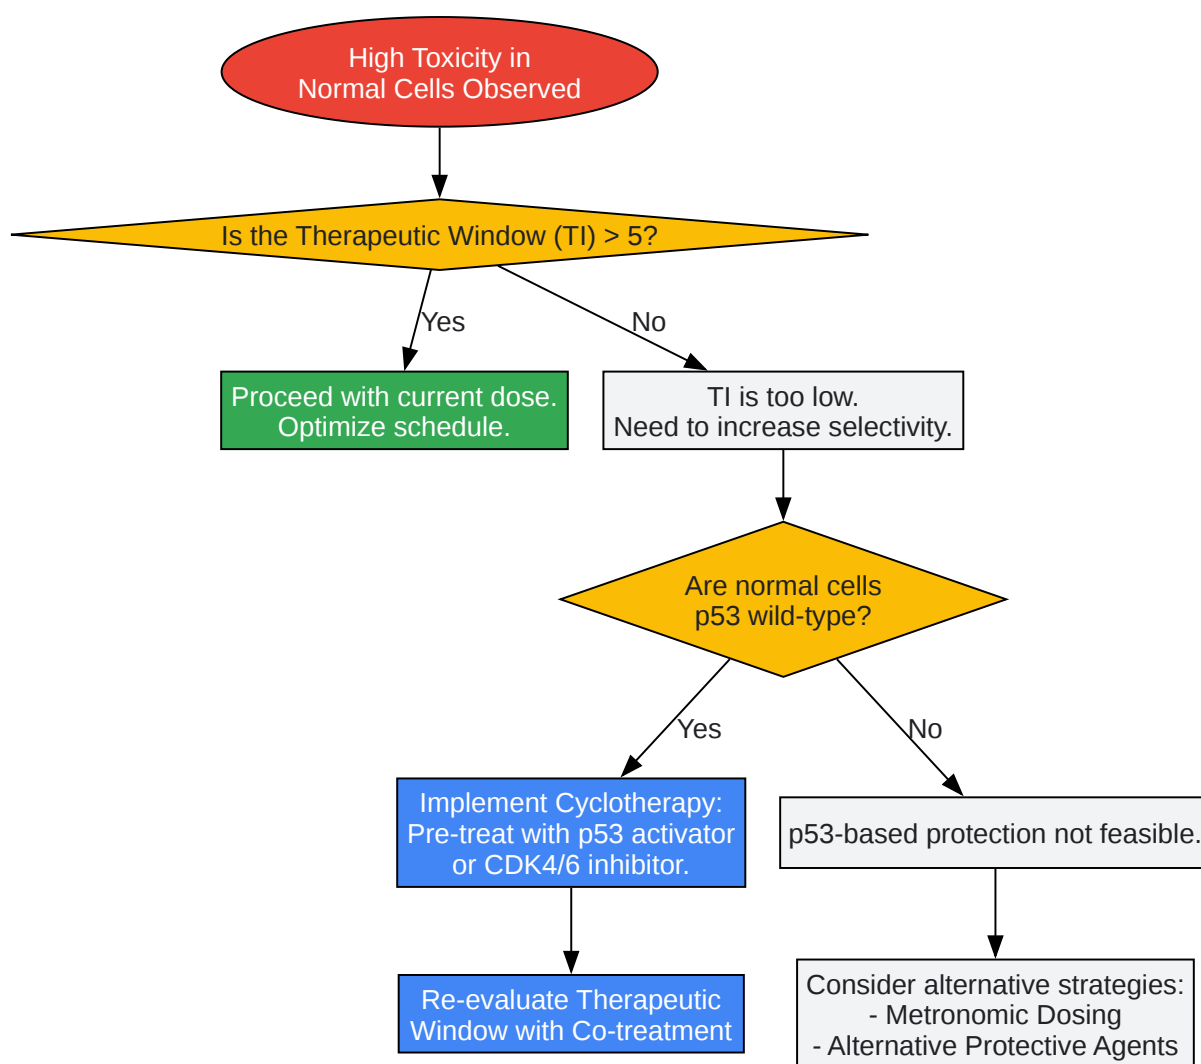 High Toxicity in
Normal Cells Observed
Is the Therapeutic Window (TI) > 5?
Yes
No
Proceed with current dose.
Optimize schedule.
TI is too low.
Need to increase selectivity.
Are normal cells
p53 wild-type?
Yes
No
Implement Cyclotherapy:
Pre-treat with p53 activator
or CDK4/6 inhibitor.
p53-based protection not feasible.
Re-evaluate Therapeutic
Window with Co-treatment
Consider alternative strategies:
- Metronomic Dosing
- Alternative Protective Agents